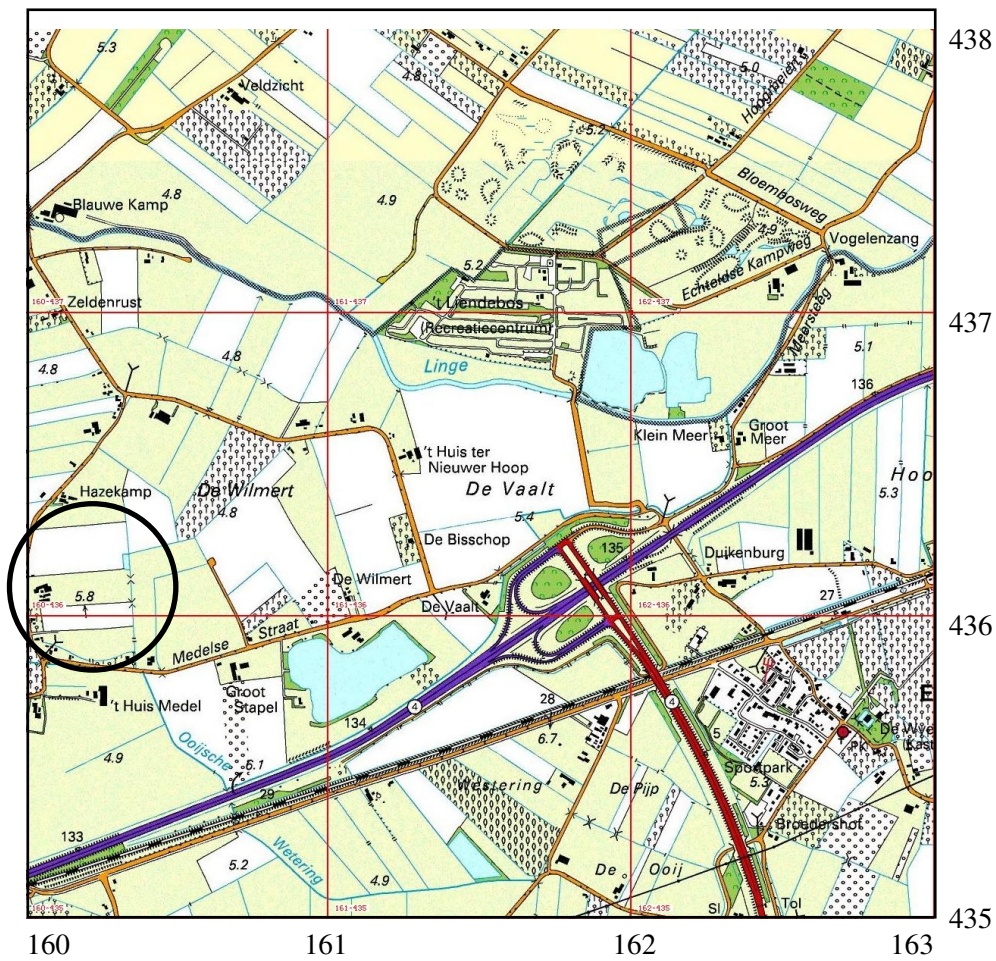 438
5.3
4.8
5.0
Hoogbroek
Veldzicht
5.2
4.8
4.9
Bloembosweg
Blauwe Kamp
4.9
Vogelenzang
5.2
Echteldse Kampweg
160-437
Zeldenrust
161-437
't Liendebos
162-437
437
(Recreatiecentrum)
Meersteeg
4.8
4.8
Linge
5.1
136
Klein Meer
Groot
Meer
't Huis ter
Nieuwer Hoop
Hoo
Hazekamp
De Wilmert
De Vaalt
5.3
4.8
5.4
De Bisschop
135
Duikenburg
5.8
De Wilmert
27
160-436
161-436
De Vaalt
162-436
436
Medelse Straat
't Huis Medel
Groot
Stapel
4
28
4
134
6.7
5
4.9
Ooijsche
6.1
Sportpark
29
Westering
De Pijp
5.3
133
Broedershof
5.2
Wetering
4.9
De Ooij
160-435
161-435
162-435
Sl
Tol
435
160
161
162
163